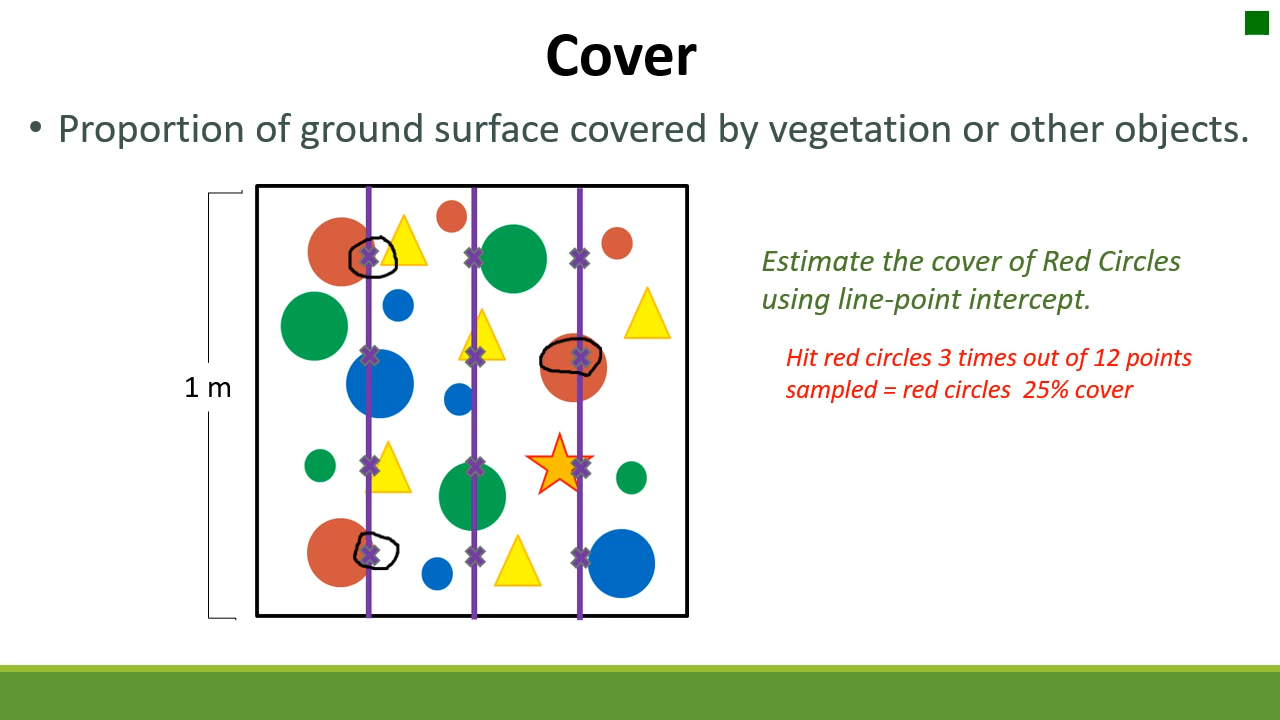 Cover
• Proportion of ground surface covered by vegetation or other objects.
1 m
Estimate the cover of Red Circles
using line-point intercept.
Hit red circles 3 times out of 12 points
sampled = red circles 25% cover